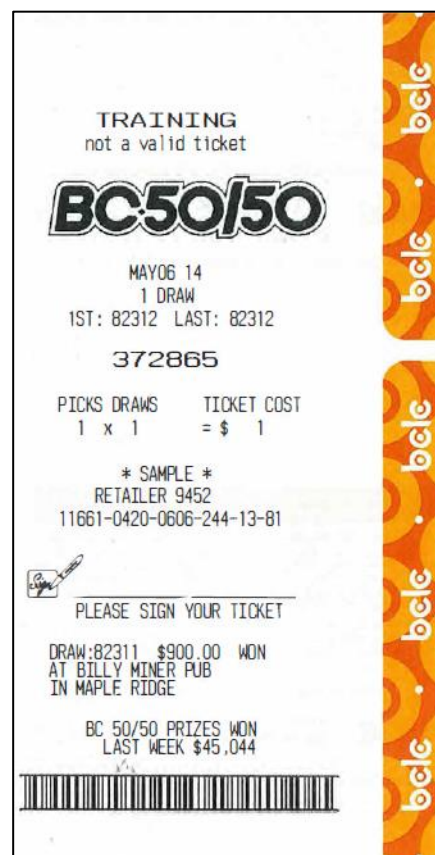 TRAINING
not a valid ticket
BC•50/50
MAY06 14
1 DRAW
1ST: 82312 LAST: 82312
372865
PICKS DRAWS TICKET COST
1 x 1 = $ 1
* SAMPLE *
RETAILER 9452
11661-0420-0606-244-13-81
Sign
PLEASE SIGN YOUR TICKET
DRAW:82311 $900.00 WON
AT BILLY MINER PUB
IN MAPLE RIDGE
BC 50/50 PRIZES WON
LAST WEEK $45,044
bclc
bclc
bclc
bclc
bclc